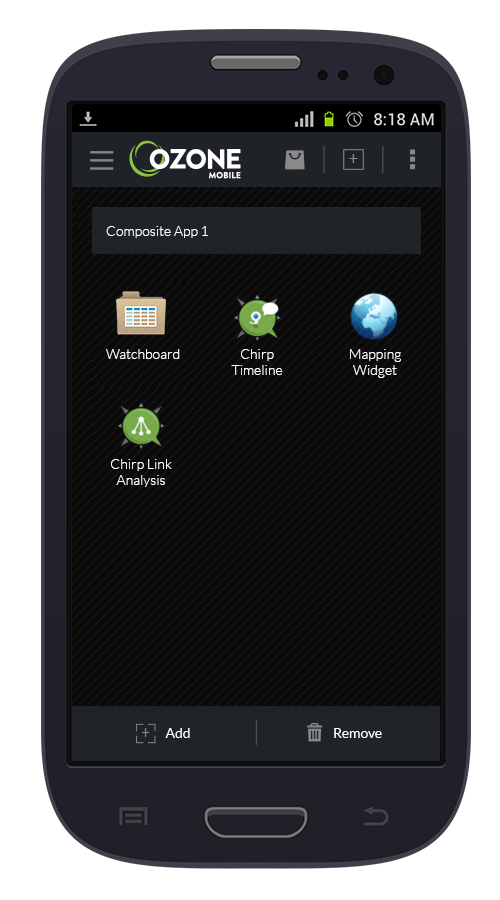 8:18 AM
OZONE
MOBILE
Composite App 1
Watchboard
Chirp
Timeline
Mapping
Widget
Chirp Link
Analysis
Add
Remove